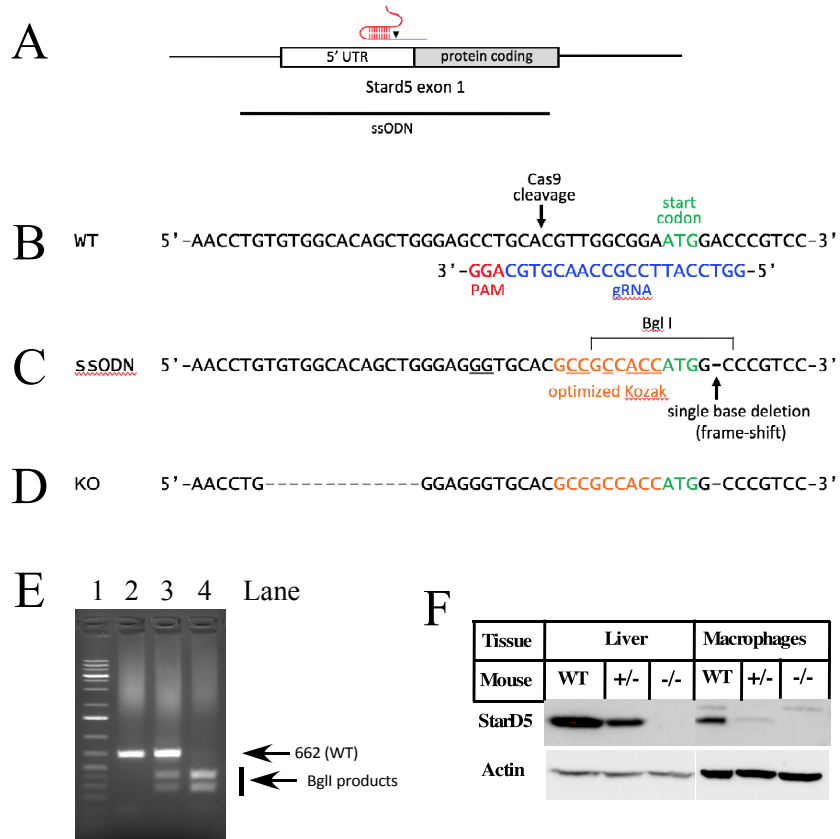 A
5’ UTR protein coding
Stard5 exon 1
ssODN
Cas9
cleavage
start
codon
B WT 5’-AACCTGTGTGGCACAGCTGGGAGCCTGCACGTTGGCGGAATGGACCCGTCC-3’
3’-GGACGTGCAACCGCCTTACCTGG-5’
PAM gRNA
Bgl I
C ssODN 5’-AACCTGTGTGGCACAGCTGGGAGGGTGCACGCCGCCACCATGG-CCCGTCC-3’
optimized Kozak
single base deletion
(frame-shift)
D KO 5’-AACCTG------------GGAGGGTGCACGCCGCCACCATGG-CCCGTCC-3’
E 1 2 3 4 Lane
662 (WT)
BglI products
F
Tissue Liver Macrophages
Mouse WT +/- -/- WT +/- -/-
StarD5
Actin